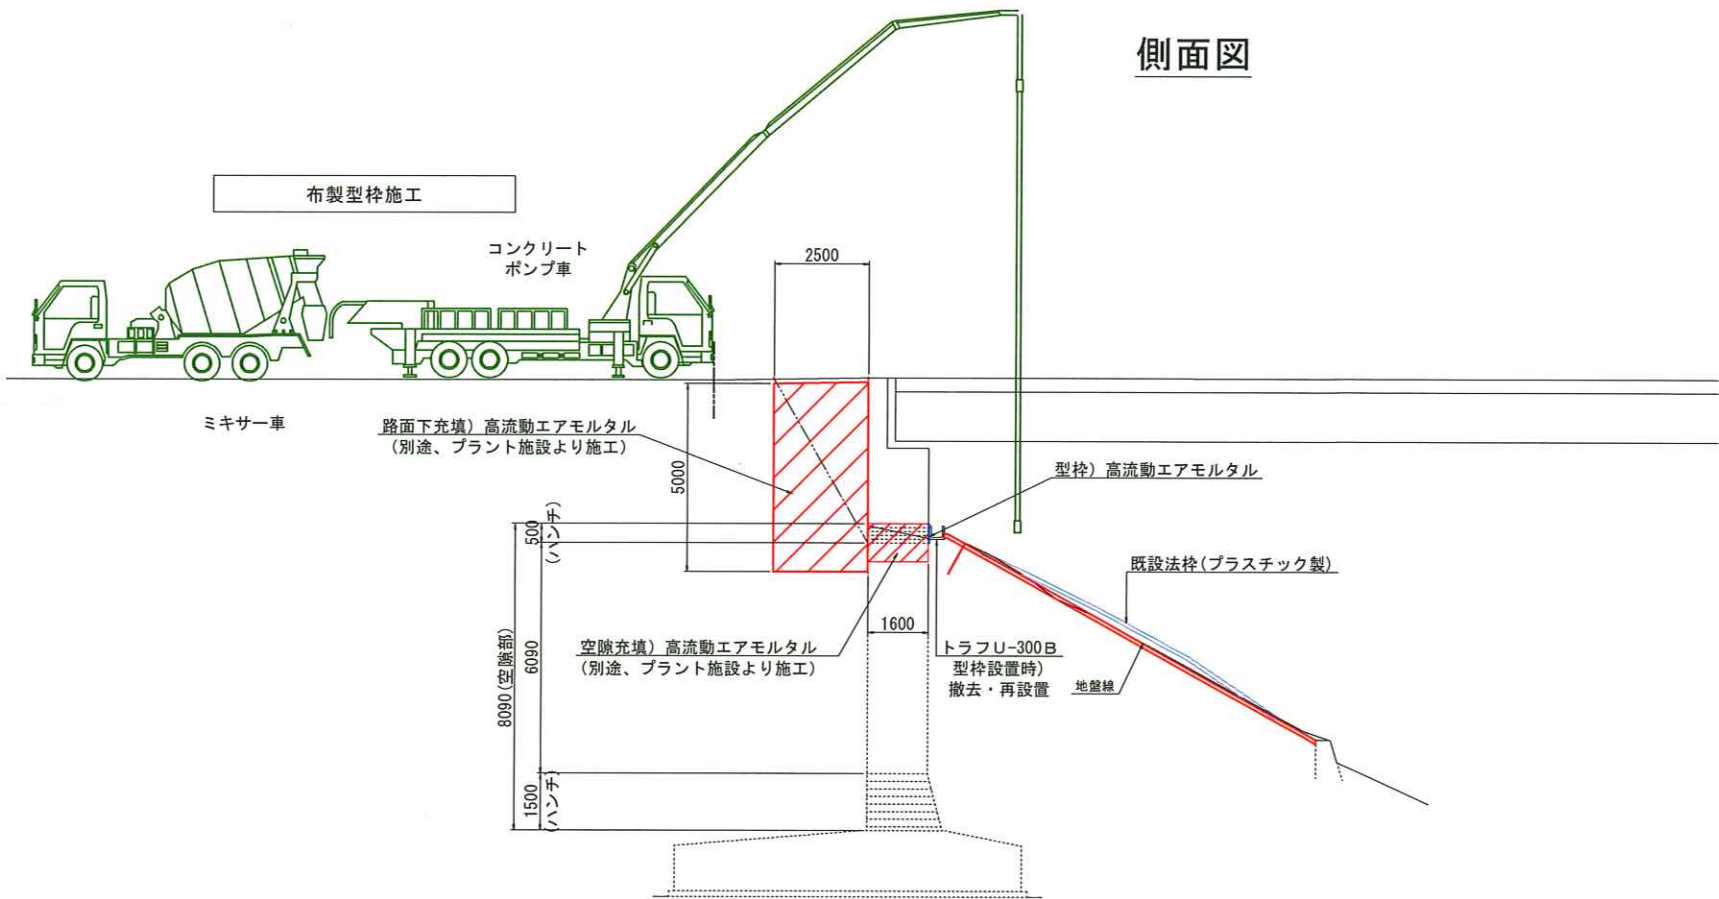 側面図
布製型枠施工
コンクリート
ポンプ車
2500
ミキサー車
路面下充填）高流動エアモルタル
(別途、プラント施設より施工)
5000
型枠）高流動エアモルタル
500
(ハンチ)
既設法枠(プラスチック製)
1600
空隙充填）高流動エアモルタル
(別途、プラント施設より施工)
トラフU-300B
型枠設置時）
撤去・再設置
地盤線
8090(空隙部)
6090
1500
(ハンチ)